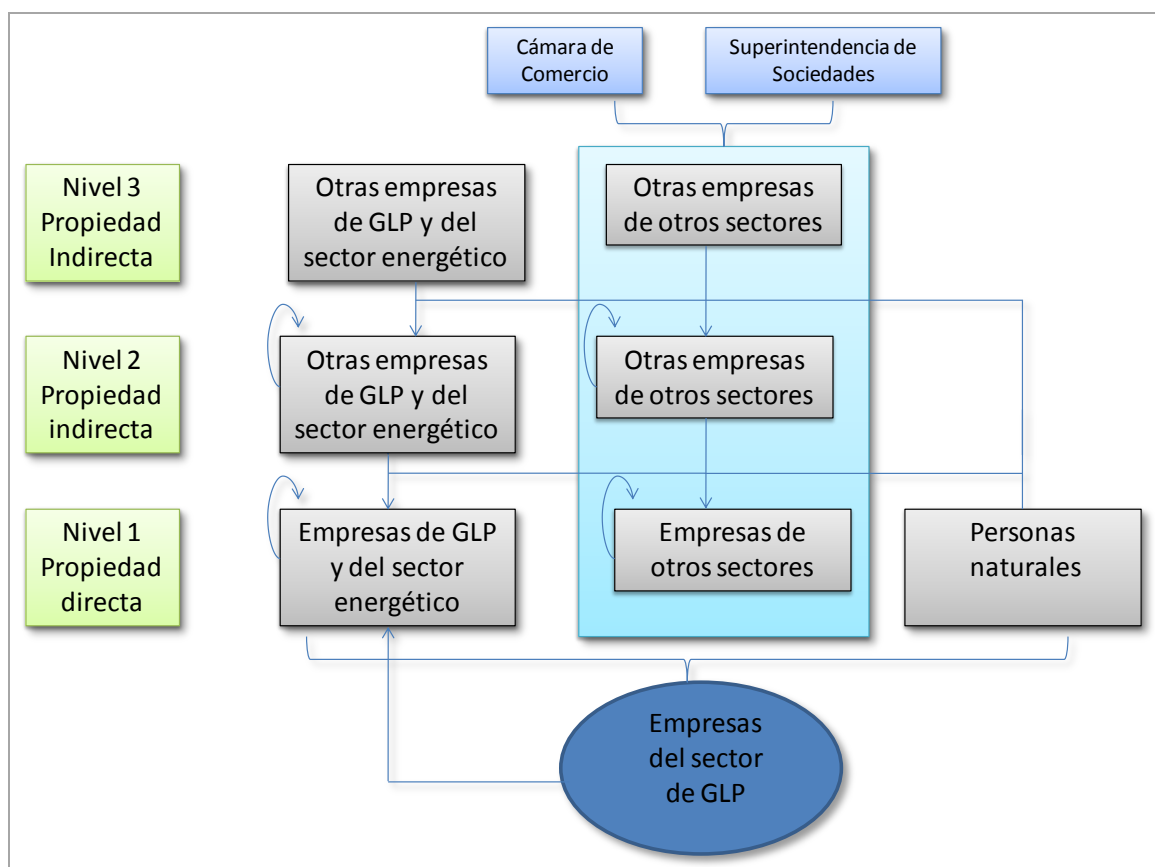 Cámara de
Comercio
Superintendencia de
Sociedades
Nivel 3
Propiedad
Indirecta
Otras empresas
de GLP y del
sector energético
Otras empresas
de otros sectores
Nivel 2
Propiedad
indirecta
Otras empresas
de GLP y del
sector energético
Otras empresas
de otros sectores
Nivel 1
Propiedad
directa
Empresas de GLP
y del sector
energético
Empresas de
otros sectores
Personas
naturales
Empresas
del sector
de GLP